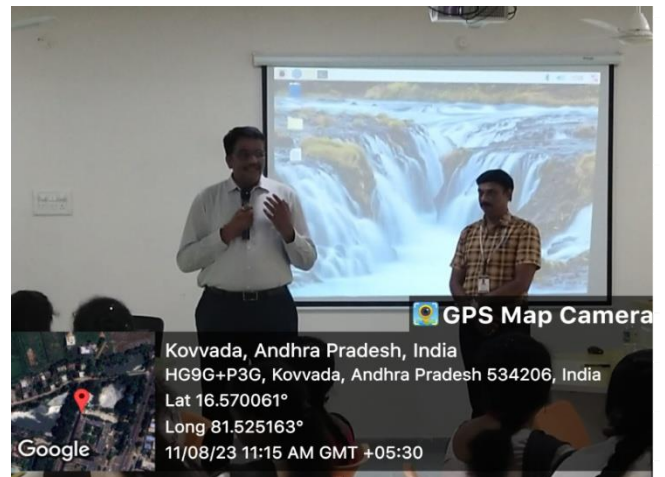 GPS Map Camera
Kovvada, Andhra Pradesh, India
HG9G+P3G, Kovvada, Andhra Pradesh 534206, India
Lat 16.570061°
Long 81.525163°
11/08/23 11:15 AM GMT +05:30
Google